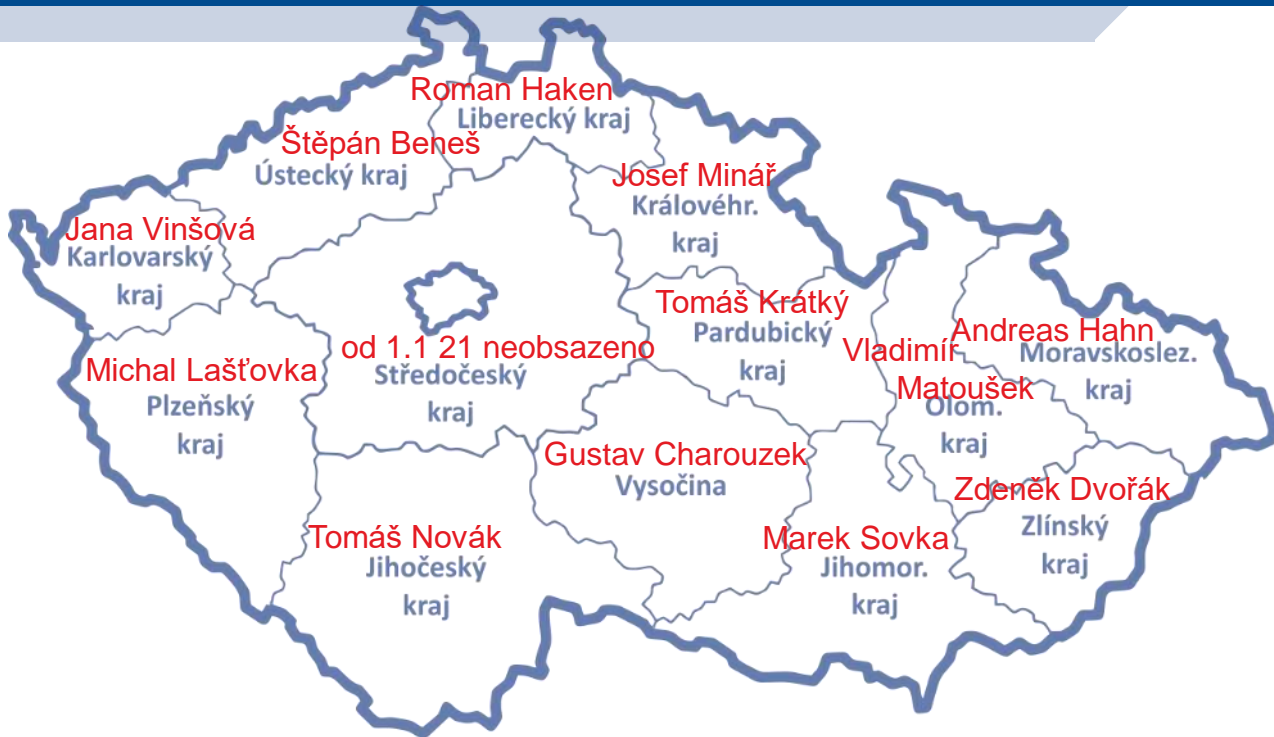 Roman Haken
Liberecký kraj
Štěpán Beneš
Ústecký kraj
Josef Minář
Královéhr.
kraj
Jana Vinšová
Karlovarský
kraj
Tomáš Krátký
Pardubický
kraj
od 1.1 21 neobsazeno
Středočeský
kraj
Vladimír
Matoušek
Olom.
kraj
Andreas Hahn
Moravskoslez.
kraj
Michal Lašťovka
Plzeňský
kraj
Gustav Charouzek
Vysočina
Zdeněk Dvořák
Zlínský
kraj
Tomáš Novák
Jihočeský
kraj
Marek Sovka
Jihomor.
kraj